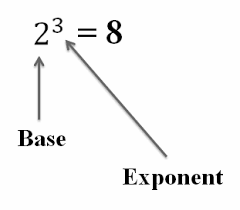 2³ = 8
Base
Exponent